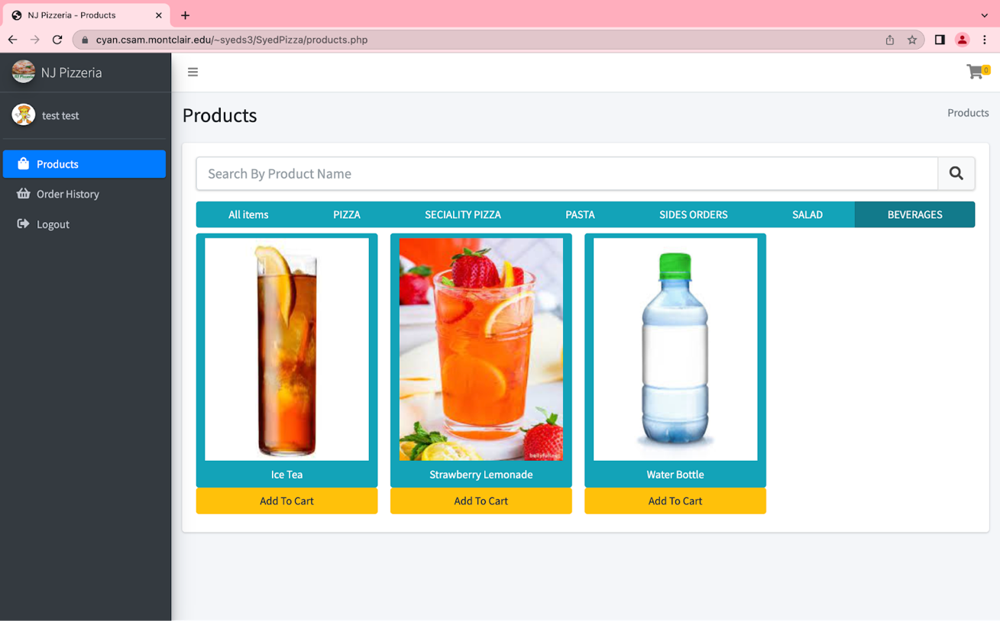 NJ Pizzeria - Products
cyan.csam.montclair.edu/~syeds3/SyedPizza/products.php
NJ Pizzeria
0
test test
Products
Products
Products
Order History
Logout
Search By Product Name
All items PIZZA SECIALITY PIZZA PASTA SIDES ORDERS SALAD BEVERAGES
Ice Tea Strawberry Lemonade Water Bottle
Add To Cart Add To Cart Add To Cart